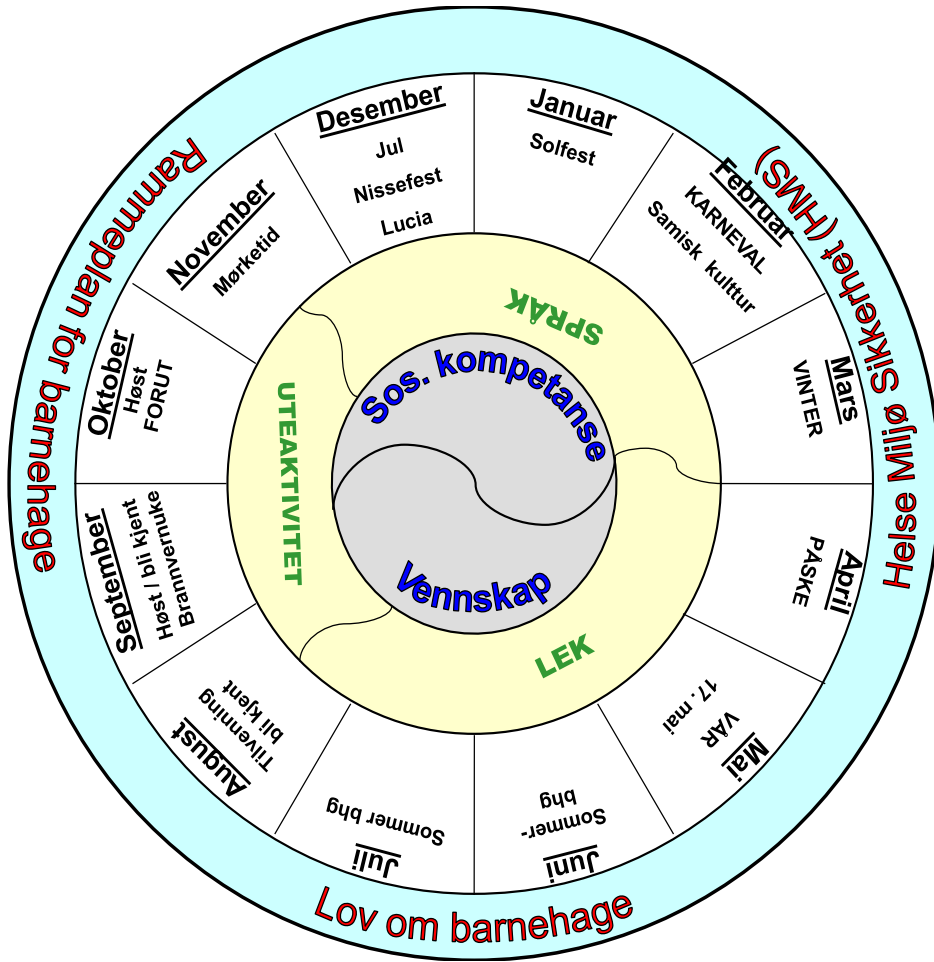 Rammeplan for barnehage
Helse Miljø Sikkerhet (HMS)
Lov om barnehage
Januar
Solfest
Februar
KARNEVAL
Samisk kulttur
Mars
VINTER
April
PÅSKE
Mai
VÅR
17. mai
Juni
Sommer-
bhg
Juli
Sommer bhg
August
Tilvenning
bli kjent
September
Høst / bli kjent
Brannvernuke
Oktober
Høst
FORUT
November
Mørketid
Desember
Jul
Nissefest
Lucia
SPRÅK
LEK
UTEAKTIVITET
Sos. kompetanse
Vennskap